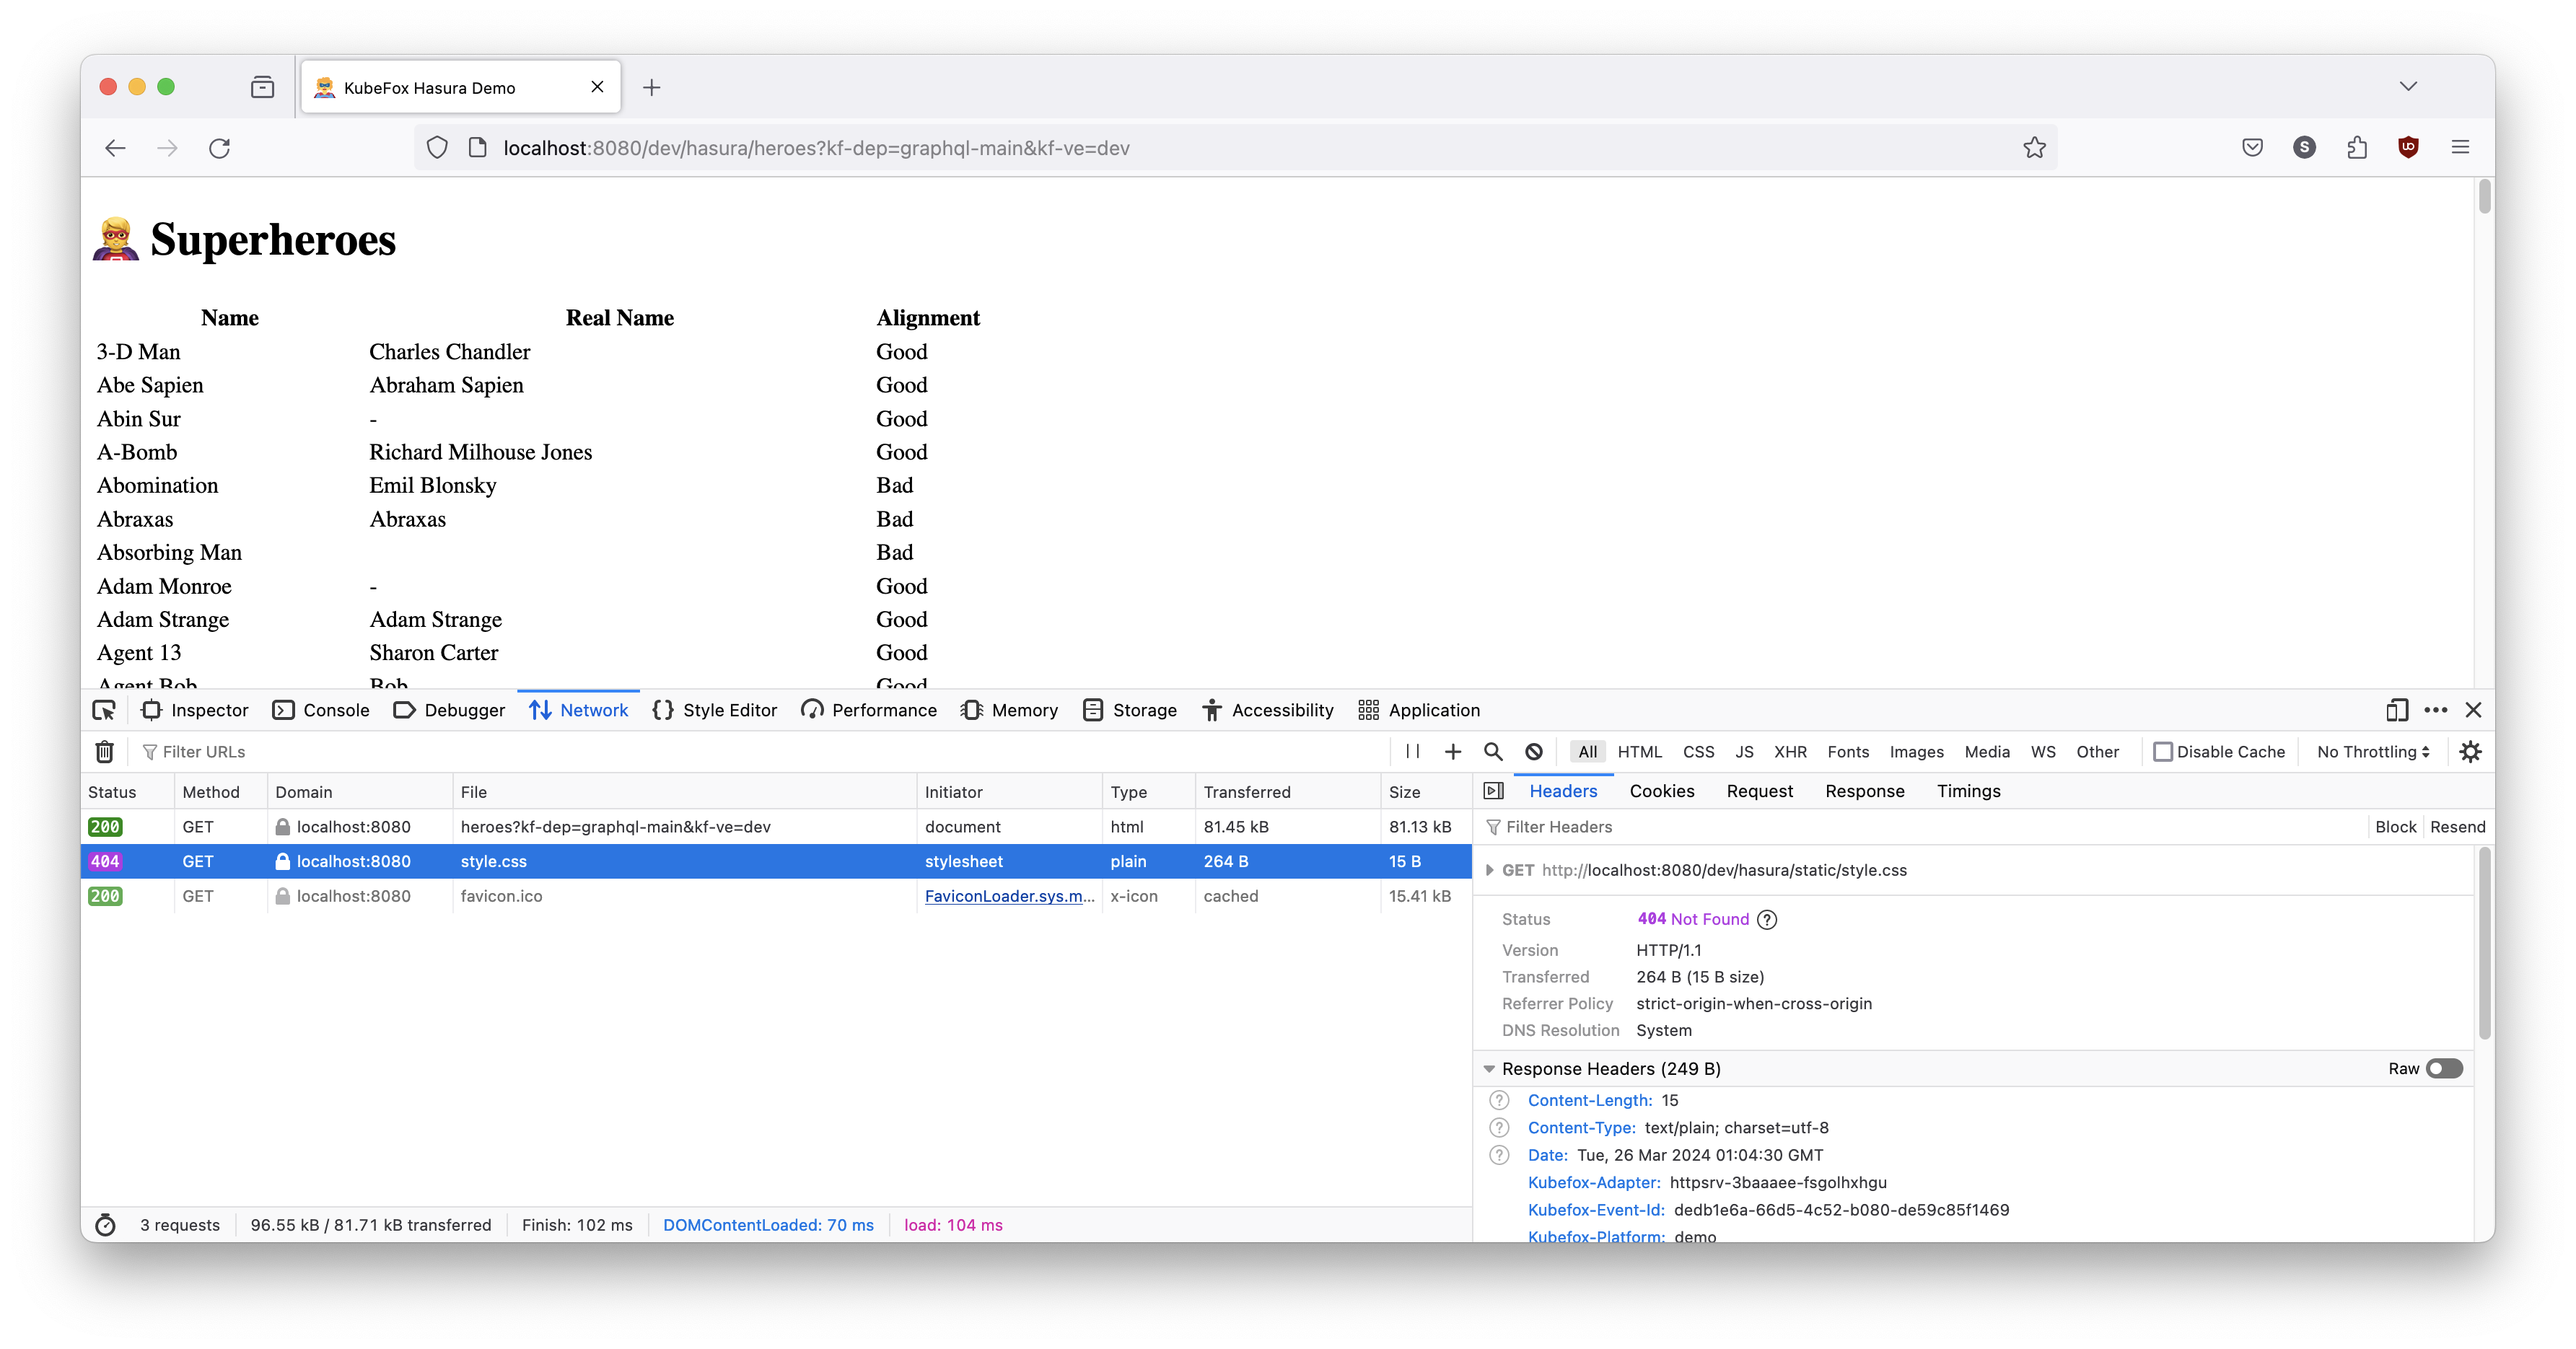 KubeFox Hasura Demo
localhost:8080/dev/hasura/heroes?kf-dep=graphql-main&kf-ve=dev
S
Superheroes
Name Real Name Alignment
3-D Man Charles Chandler Good
Abe Sapien Abraham Sapien Good
Abin Sur - Good
A-Bomb Richard Milhouse Jones Good
Abomination Emil Blonsky Bad
Abraxas Abraxas Bad
Absorbing Man Bad
Adam Monroe - Good
Adam Strange Adam Strange Good
Agent 13 Sharon Carter Good
Agent Bob Bob Good
Inspector Console Debugger Network Style Editor Performance Memory Storage Accessibility Application
Filter URLs All HTML CSS JS XHR Fonts Images Media WS Other Disable Cache No Throttling
Status Method Domain File Initiator Type Transferred Size
200 GET localhost:8080 heroes?kf-dep=graphql-main&kf-ve=dev document html 81.45 kB 81.13 kB
404 GET localhost:8080 style.css stylesheet plain 264 B 15 B
200 GET localhost:8080 favicon.ico FaviconLoader.sys.m... x-icon cached 15.41 kB
3 requests 96.55 kB / 81.71 kB transferred Finish: 102 ms DOMContentLoaded: 70 ms load: 104 ms
Headers Cookies Request Response Timings
Filter Headers Block Resend
GET http://localhost:8080/dev/hasura/static/style.css
Status 404 Not Found
Version HTTP/1.1
Transferred 264 B (15 B size)
Referrer Policy strict-origin-when-cross-origin
DNS Resolution System
Response Headers (249 B) Raw
Content-Length: 15
Content-Type: text/plain; charset=utf-8
Date: Tue, 26 Mar 2024 01:04:30 GMT
Kubefox-Adapter: httpsrv-3baaaee-fsgolhxhgu
Kubefox-Event-Id: dedb1e6a-66d5-4c52-b080-de59c85f1469
Kubefox-Platform: demo